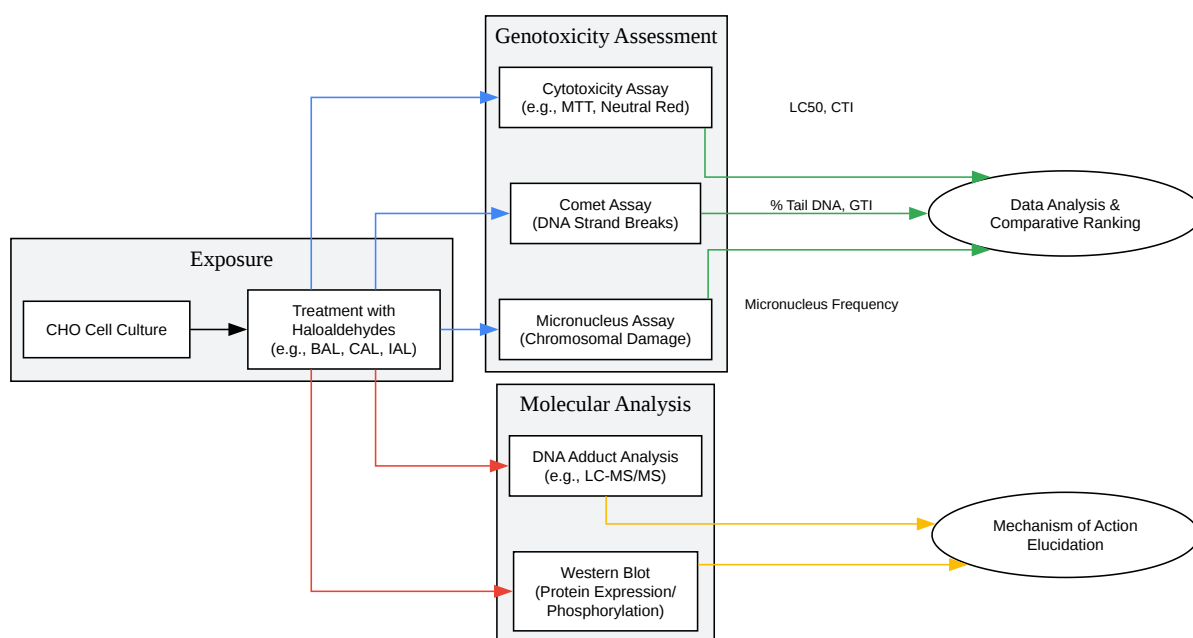 Genotoxicity Assessment
Cytotoxicity Assay
(e.g., MTT, Neutral Red)
LC50, CTI
Comet Assay
(DNA Strand Breaks)
% Tail DNA, GTI
Data Analysis &
Comparative Ranking
Exposure
CHO Cell Culture
Treatment with
Haloaldehydes
(e.g., BAL, CAL, IAL)
Micronucleus Assay
(Chromosomal Damage)
Micronucleus Frequency
Molecular Analysis
DNA Adduct Analysis
(e.g., LC-MS/MS)
Mechanism of Action
Elucidation
Western Blot
(Protein Expression/
Phosphorylation)